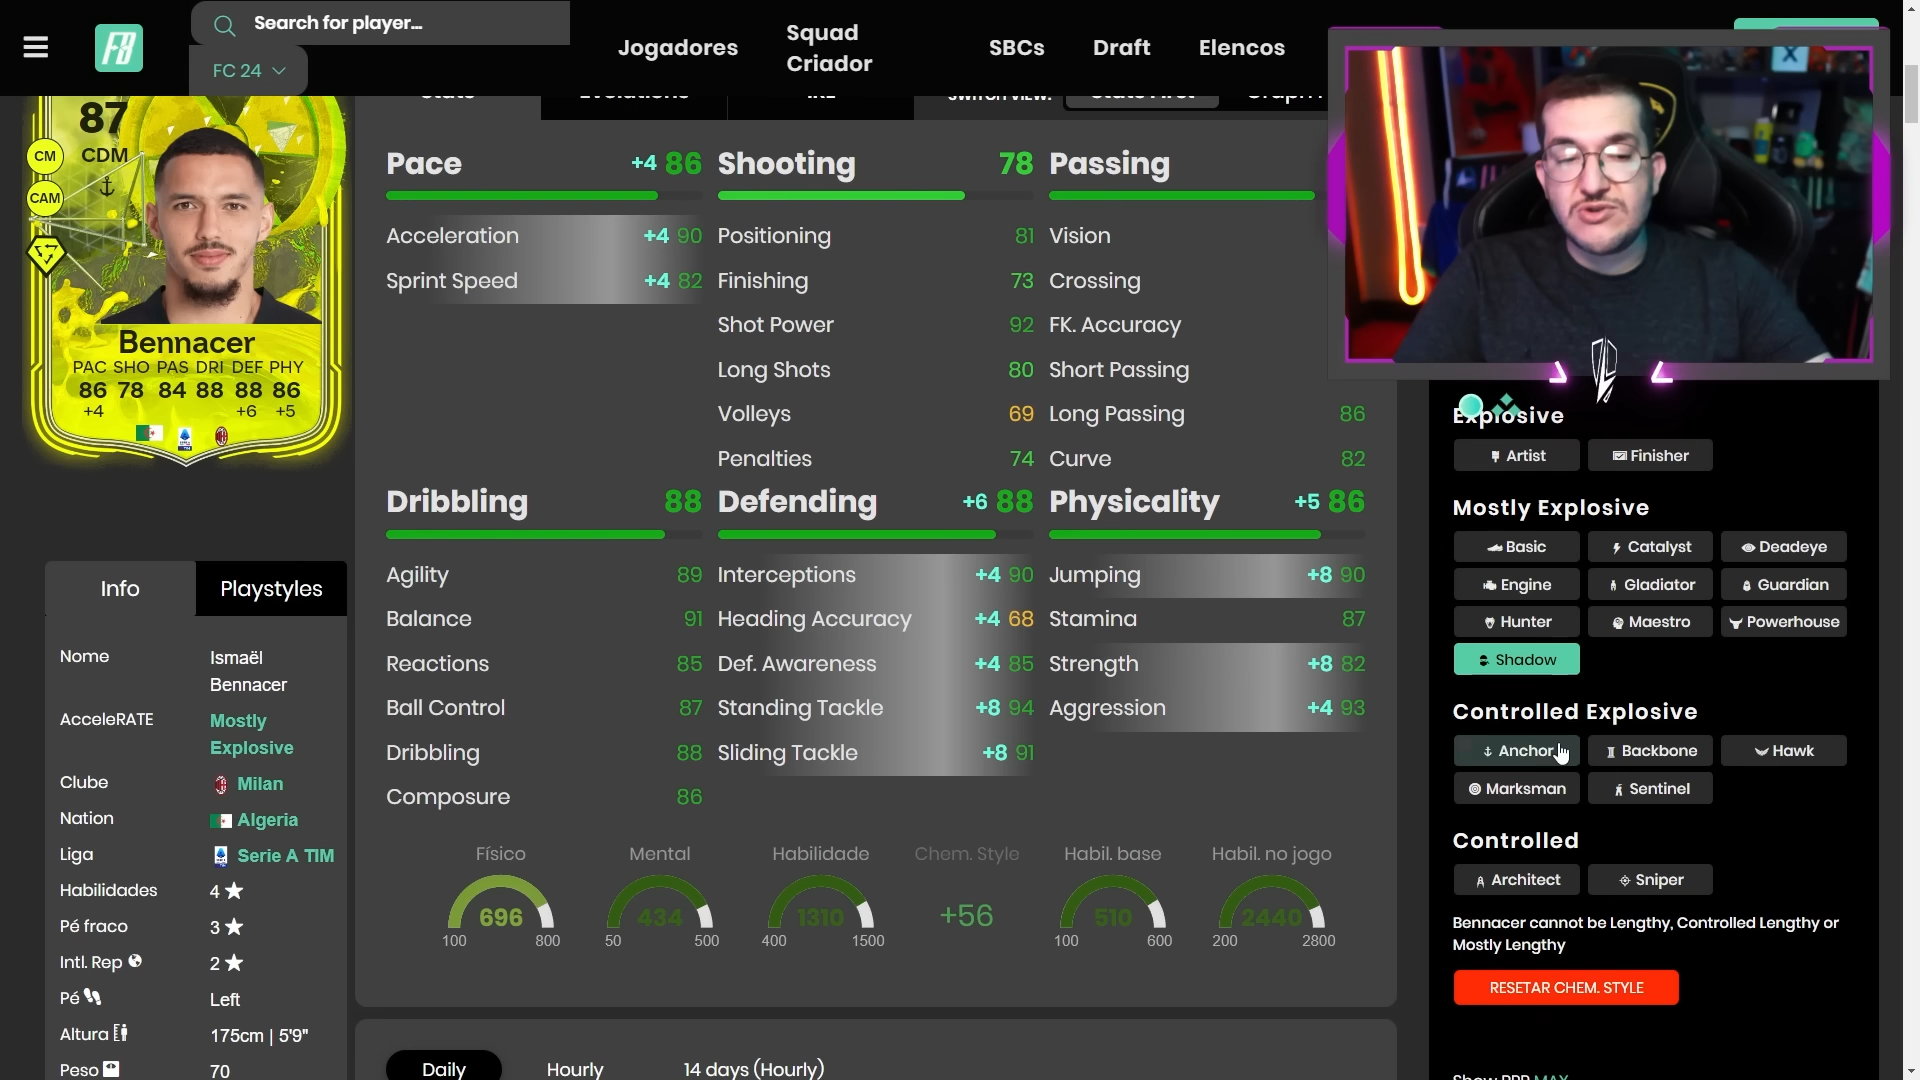 Search for player...
FC 24
Jogadores
Squad
Criador
SBCs
Draft
Elencos
87
CDM
CM
CAM
Bennacer
PAC SHO PAS DRI DEF PHY
86 78 84 88 88 86
+4 +6 +5
Info
Playstyles
Nome Ismaël
Bennacer
AcceleRATE Mostly
Explosive
Clube Milan
Nation Algeria
Liga Serie A TIM
Habilidades 4
Pé fraco 3
Intl. Rep 2
Pé Left
Altura 175cm | 5'9"
Peso 70
Pace +4 86
Acceleration +4 90
Sprint Speed +4 82
Shooting 78
Positioning 81
Finishing 73
Shot Power 92
Long Shots 80
Volleys 69
Penalties 74
Passing
Vision
Crossing
FK. Accuracy
Short Passing
Long Passing 86
Curve 82
Dribbling 88
Agility 89
Balance 91
Reactions 85
Ball Control 87
Dribbling 88
Composure 86
Defending +6 88
Interceptions +4 90
Heading Accuracy +4 68
Def. Awareness +4 85
Standing Tackle +8 94
Sliding Tackle +8 91
Physicality +5 86
Jumping +8 90
Stamina 87
Strength +8 82
Aggression +4 93
Físico Mental Habilidade Chem. Style Habil. base Habil. no jogo
696 434 1310 +56 510 2440
100 800 50 500 400 1500 100 600 200 2800
Daily Hourly 14 days (Hourly)
Explosive
Artist Finisher
Mostly Explosive
Basic Catalyst Deadeye
Engine Gladiator Guardian
Hunter Maestro Powerhouse
Shadow
Controlled Explosive
Anchor Backbone Hawk
Marksman Sentinel
Controlled
Architect Sniper
Bennacer cannot be Lengthy, Controlled Lengthy or
Mostly Lengthy
RESETAR CHEM. STYLE